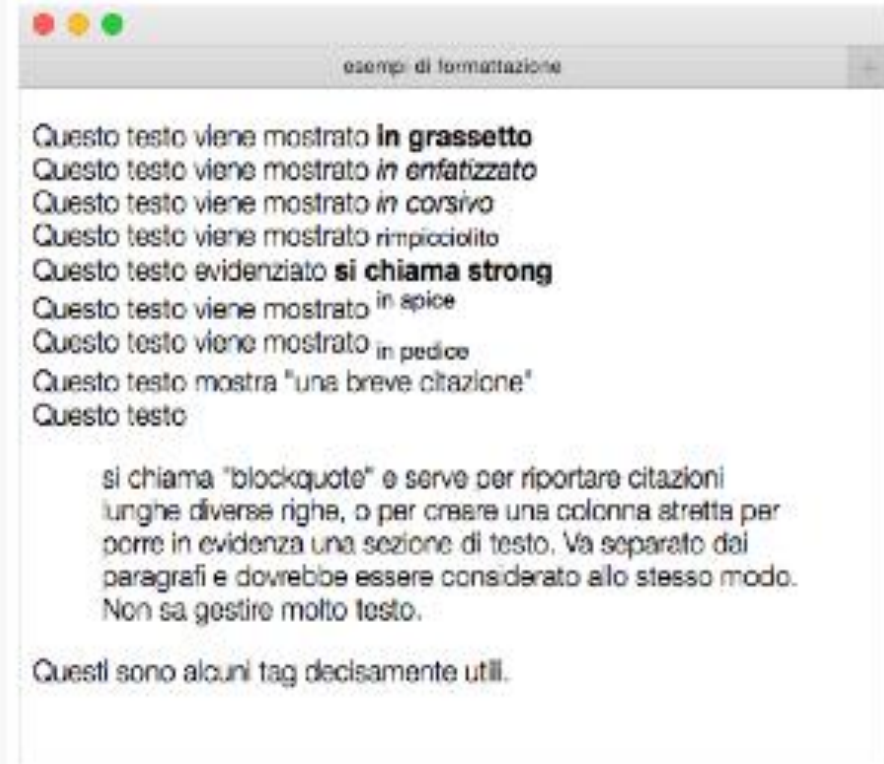 esempi di formattazione
Questo testo viene mostrato in grassetto
Questo testo viene mostrato in enfatizzato
Questo testo viene mostrato in corsivo
Questo testo viene mostrato rimpicciolito
Questo testo evidenziato si chiama strong
Questo testo viene mostrato in apice
Questo testo viene mostrato in pedice
Questo testo mostra "una breve citazione"
Questo testo
si chiama "blockquote" e serve per riportare citazioni
lunghe diverse righe, o per creare una colonna stretta per
porre in evidenza una sezione di testo. Va separato dai
paragrafi e dovrebbe essere considerato allo stesso modo.
Non sa gestire molto testo.
Questi sono alcuni tag decisamente utili.